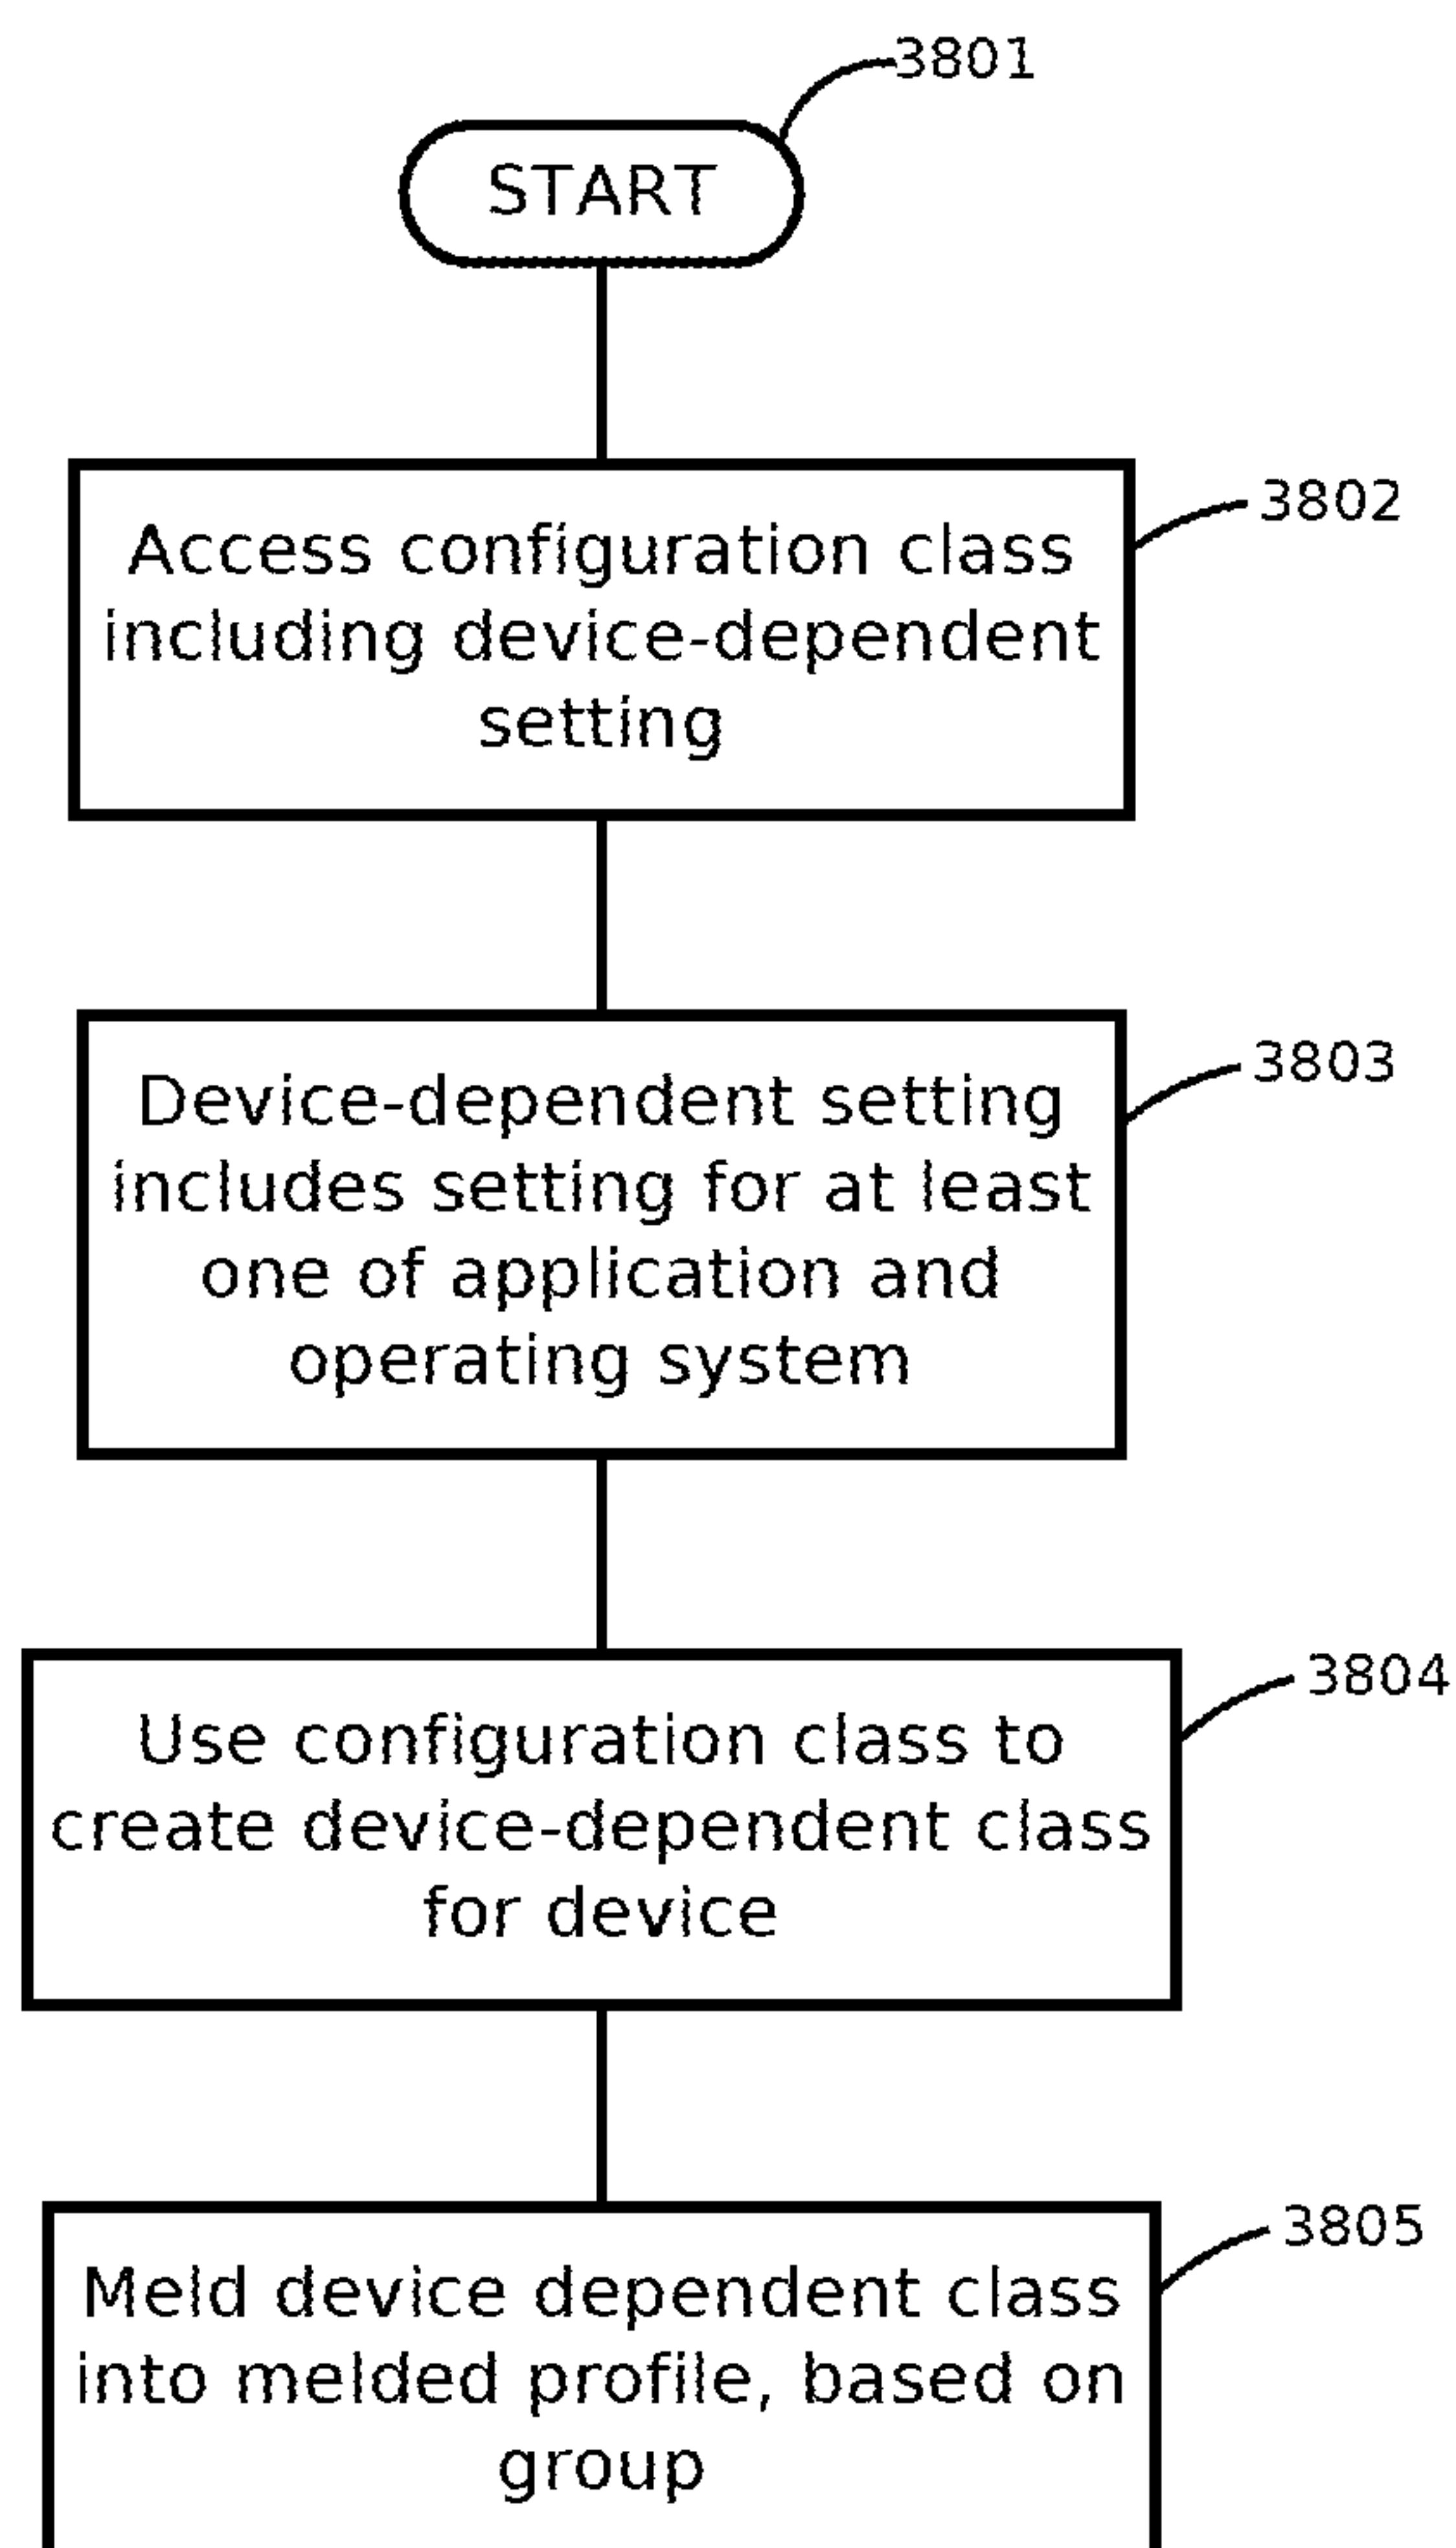 3801
START
3802
Access configuration class
including device-dependent
setting
3803
Device-dependent setting
includes setting for at least
one of application and
operating system
3804
Use configuration class to
create device-dependent class
for device
3805
Meld device dependent class
into melded profile, based on
group